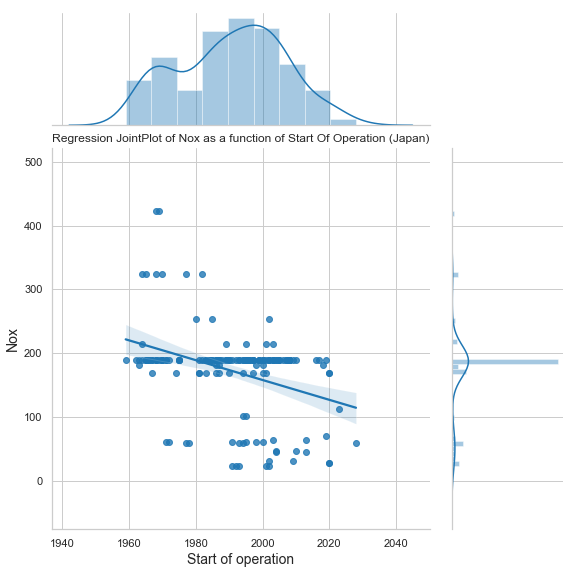 Regression JointPlot of Nox as a function of Start Of Operation (Japan)
500
400
300
200
100
0
Nox
1940 1960 1980 2000 2020 2040
Start of operation